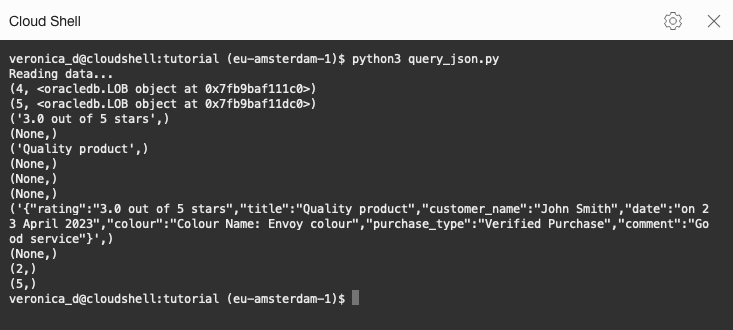 Cloud Shell
veronica_d@cloudshell:tutorial (eu-amsterdam-1)$ python3 query_json.py
Reading data...
(4, <oracledb.LOB object at 0x7fb9baf111c0>)
(5, <oracledb.LOB object at 0x7fb9baf11dc0>)
('3.0 out of 5 stars',)
(None,)
('Quality product',)
(None,)
(None,)
(None,)
('{"rating":"3.0 out of 5 stars","title":"Quality product","customer_name":"John Smith","date":"on 2
3 April 2023","colour":"Colour Name: Envoy colour","purchase_type":"Verified Purchase","comment":"Go
od service"}',)
(None,)
(2,)
(5,)
veronica_d@cloudshell:tutorial (eu-amsterdam-1)$